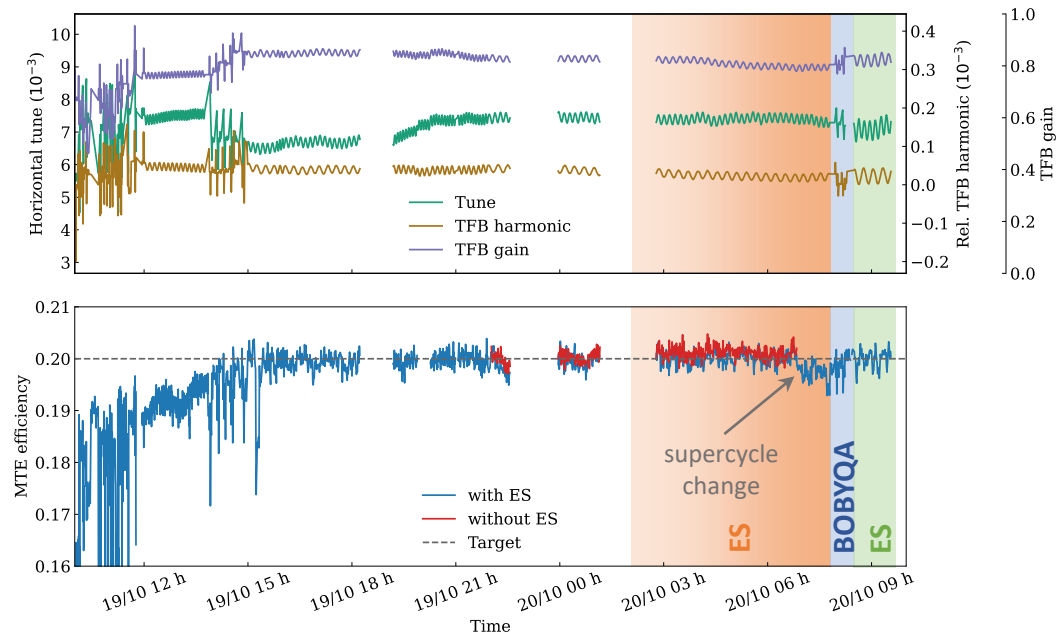 10
9
8
7
6
5
4
3
Horizontal tune (10⁻³)
Tune
TFB harmonic
TFB gain
0.4
0.3
0.2
0.1
0.0
−0.1
−0.2
Rel. TFB harmonic (10⁻³)
1.0
0.8
0.6
0.4
0.2
0.0
TFB gain
0.21
0.20
0.19
0.18
0.17
0.16
MTE efficiency
with ES
without ES
Target
supercycle
change
ES
BOBYQA
ES
19/10 12 h
19/10 15 h
19/10 18 h
19/10 21 h
20/10 00 h
20/10 03 h
20/10 06 h
20/10 09 h
Time